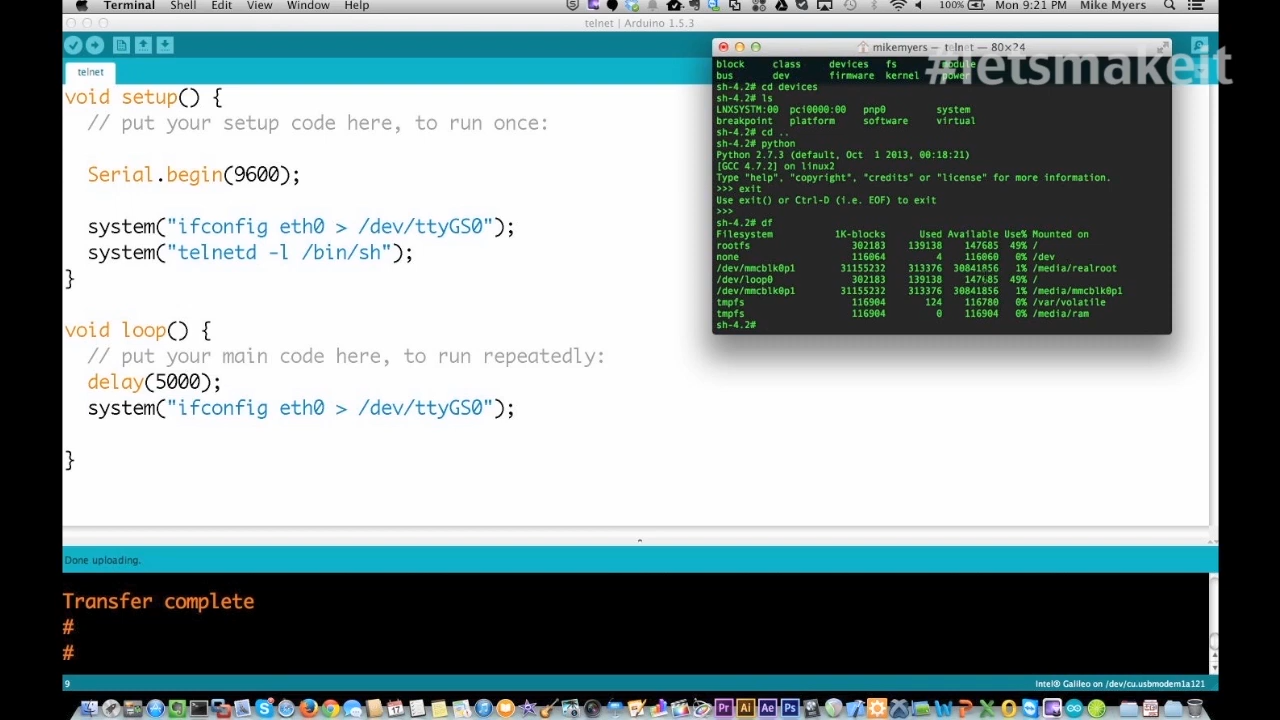 Terminal Shell Edit View Window Help 100% Mon 9:21 PM Mike Myers
telnet | Arduino 1.5.3
telnet
void setup() {
// put your setup code here, to run once:
Serial.begin(9600);
system("ifconfig eth0 > /dev/ttyGS0");
system("telnetd -l /bin/sh");
}
void loop() {
// put your main code here, to run repeatedly:
delay(5000);
system("ifconfig eth0 > /dev/ttyGS0");
}
mikemyers — telnet — 80×24
#letsmakeit
block class devices fs module
bus dev firmware kernel power
sh-4.2# cd devices
sh-4.2# ls
LNXSYSTM:00 pci0000:00 pnp0 system
breakpoint platform software virtual
sh-4.2# cd ..
sh-4.2# python
Python 2.7.3 (default, Oct 1 2013, 00:18:21)
[GCC 4.7.2] on linux2
Type "help", "copyright", "credits" or "license" for more information.
>>> exit
Use exit() or Ctrl-D (i.e. EOF) to exit
>>>
sh-4.2# df
Filesystem 1K-blocks Used Available Use% Mounted on
rootfs 302183 139138 147685 49% /
none 116064 4 116060 0% /dev
/dev/mmcblk0p1 31155232 313376 30841856 1% /media/realroot
/dev/loop0 302183 139138 147685 49% /
/dev/mmcblk0p1 31155232 313376 30841856 1% /media/mmcblk0p1
tmpfs 116904 124 116780 0% /var/volatile
tmpfs 116904 0 116904 0% /media/ram
sh-4.2#
Done uploading.
Transfer complete
#
#
9 Intel® Galileo on /dev/cu.usbmodem1a121
Pr Ai Ae Ps